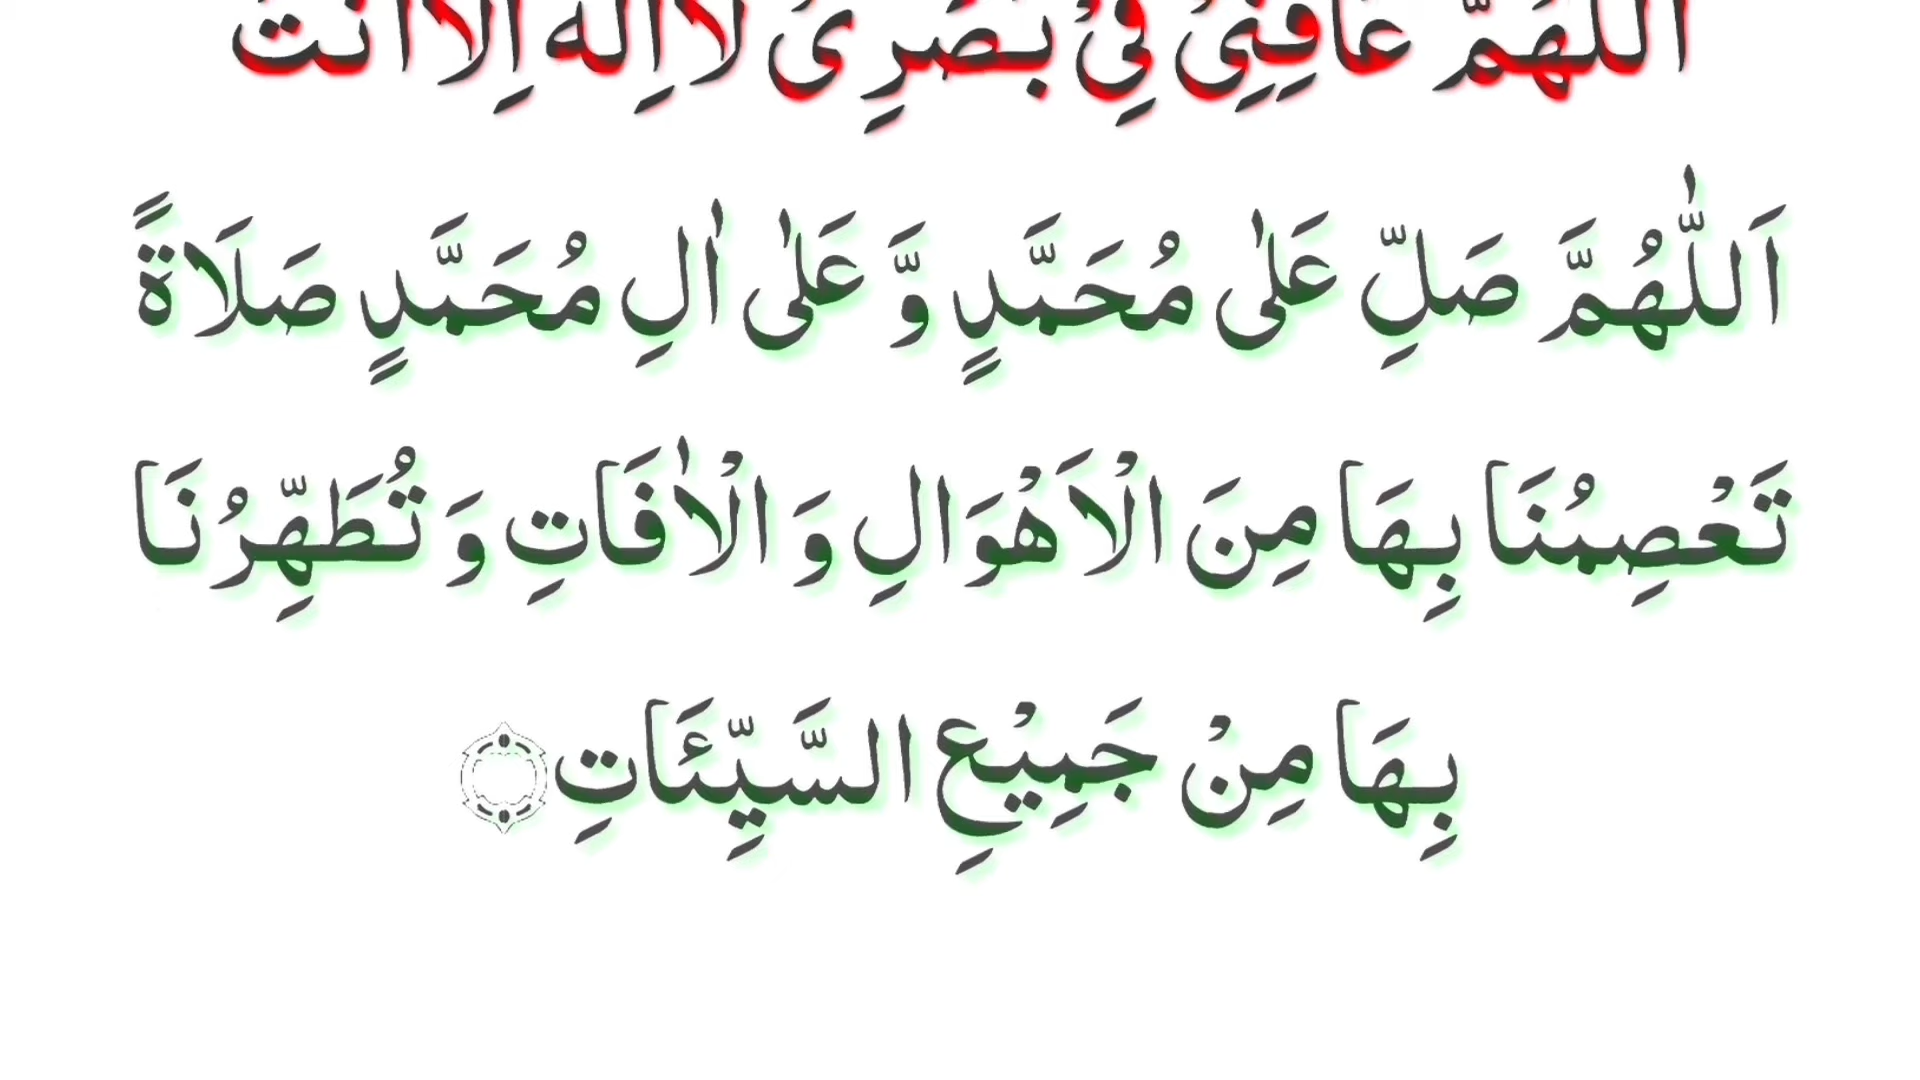 اَللّٰهُمَّ عَافِنِیْ فِیْ بَصَرِیْ لَا اِلٰهَ اِلَّا اَنْتَ
اَللّٰهُمَّ صَلِّ عَلٰی مُحَمَّدٍ وَّ عَلٰی اٰلِ مُحَمَّدٍ صَلَاةً
تَعْصِمُنَا بِهَا مِنَ الْاَهْوَالِ وَ الْاٰفَاتِ وَ تُطَهِّرُنَا
بِهَا مِنْ جَمِیْعِ السَّیِّئَاتِ